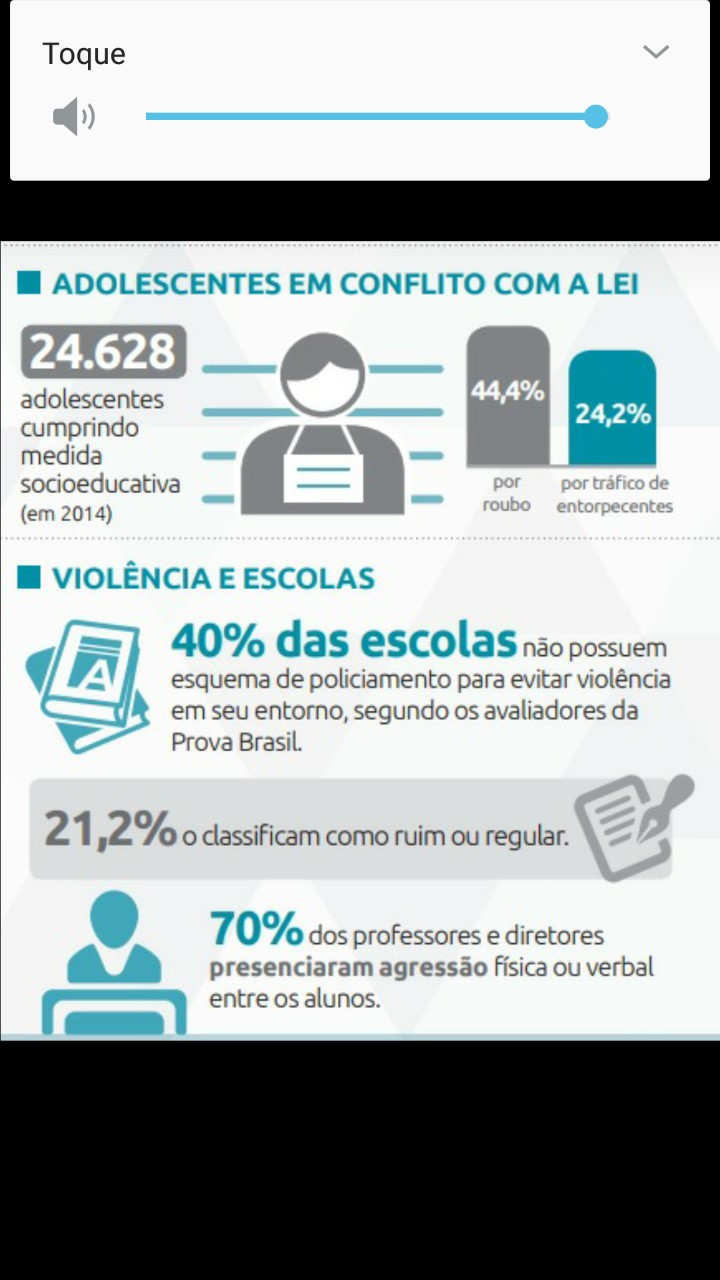 Toque
ADOLESCENTES EM CONFLITO COM A LEI
24.628
adolescentes
cumprindo
medida
socioeducativa
(em 2014)
44,4%
24,2%
por
roubo
por tráfico de
entorpecentes
VIOLÊNCIA E ESCOLAS
40% das escolas não possuem
esquema de policiamento para evitar violência
em seu entorno, segundo os avaliadores da
Prova Brasil.
A
21,2% o classificam como ruim ou regular.
70% dos professores e diretores
presenciaram agressão física ou verbal
entre os alunos.